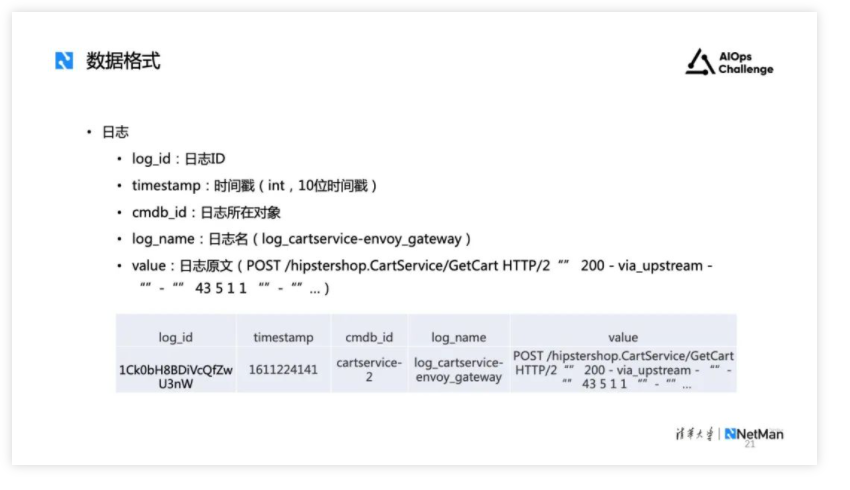 数据格式
AIOps
Challenge
• 日志
• log_id：日志ID
• timestamp：时间戳（int，10位时间戳）
• cmdb_id：日志所在对象
• log_name：日志名（log_cartservice-envoy_gateway）
• value：日志原文（POST /hipstershop.CartService/GetCart HTTP/2 “” 200 - via_upstream -
“” - “” 43 5 1 1 “” - “” ...）
log_id timestamp cmdb_id log_name value
1Ck0bH8BDiVcQfZw
U3nW
1611224141
cartservice-
2
log_cartservice-
envoy_gateway
POST /hipstershop.CartService/GetCart
HTTP/2 “” 200 - via_upstream - “” -
“” 43 5 1 1 “” - “” ...
清华大学 | NetMan
21